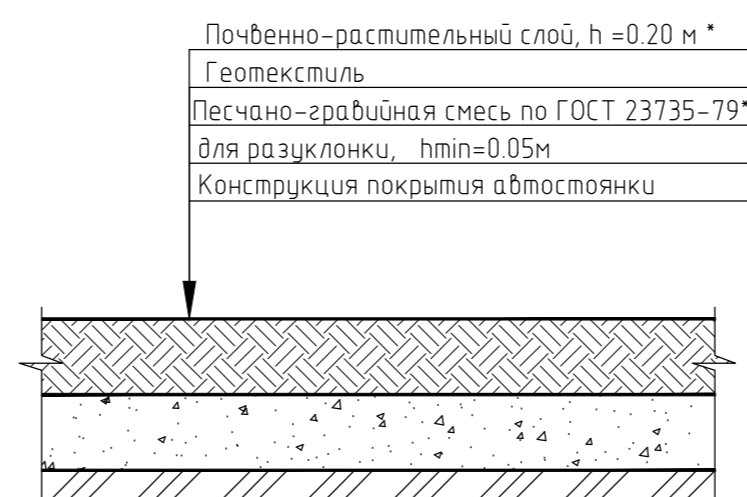 Почвенно-растительный слой, h =0.20 м *
Геотекстиль
Песчано-гравийная смесь по ГОСТ 23735-79*
для разуклонки, hmin=0.05м
Конструкция покрытия автостоянки